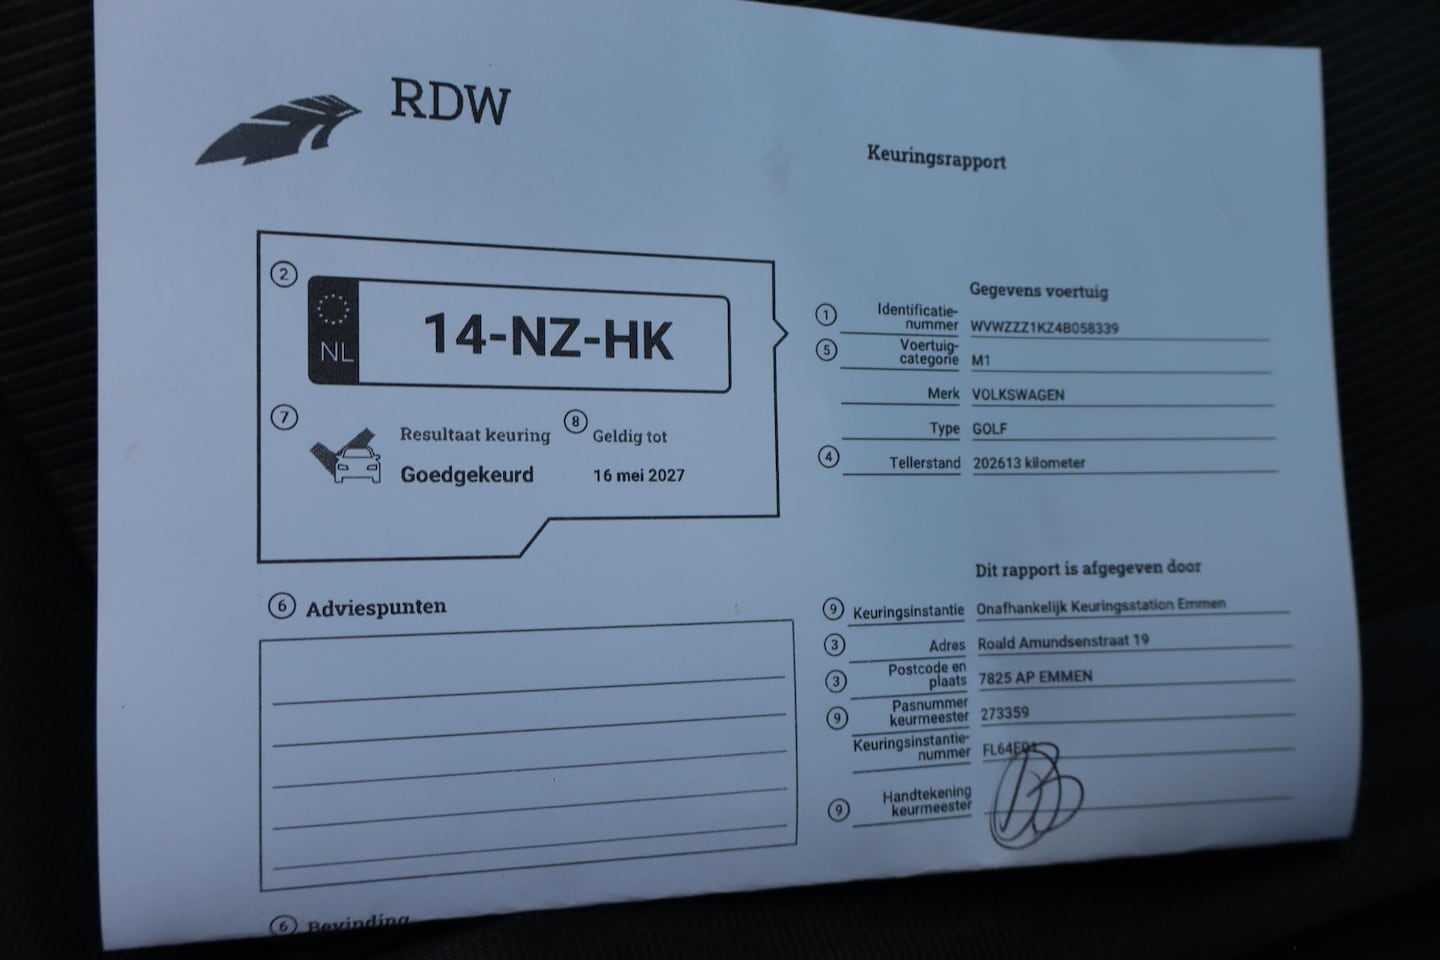 RDW
Keuringsrapport
2
NL
14-NZ-HK
7
Resultaat keuring
Goedgekeurd
8
Geldig tot
16 mei 2027
Gegevens voertuig
1 Identificatie-
nummer WVWZZZ1KZ4B058339
5 Voertuig-
categorie M1
Merk VOLKSWAGEN
Type GOLF
4 Tellerstand 202613 kilometer
6 Adviespunten
Dit rapport is afgegeven door
9 Keuringsinstantie Onafhankelijk Keuringsstation Emmen
3 Adres Roald Amundsenstraat 19
3 Postcode en
plaats 7825 AP EMMEN
9 Pasnummer
keurmeester 273359
Keuringsinstantie-
nummer
9 Handtekening
keurmeester
6 Bevinding